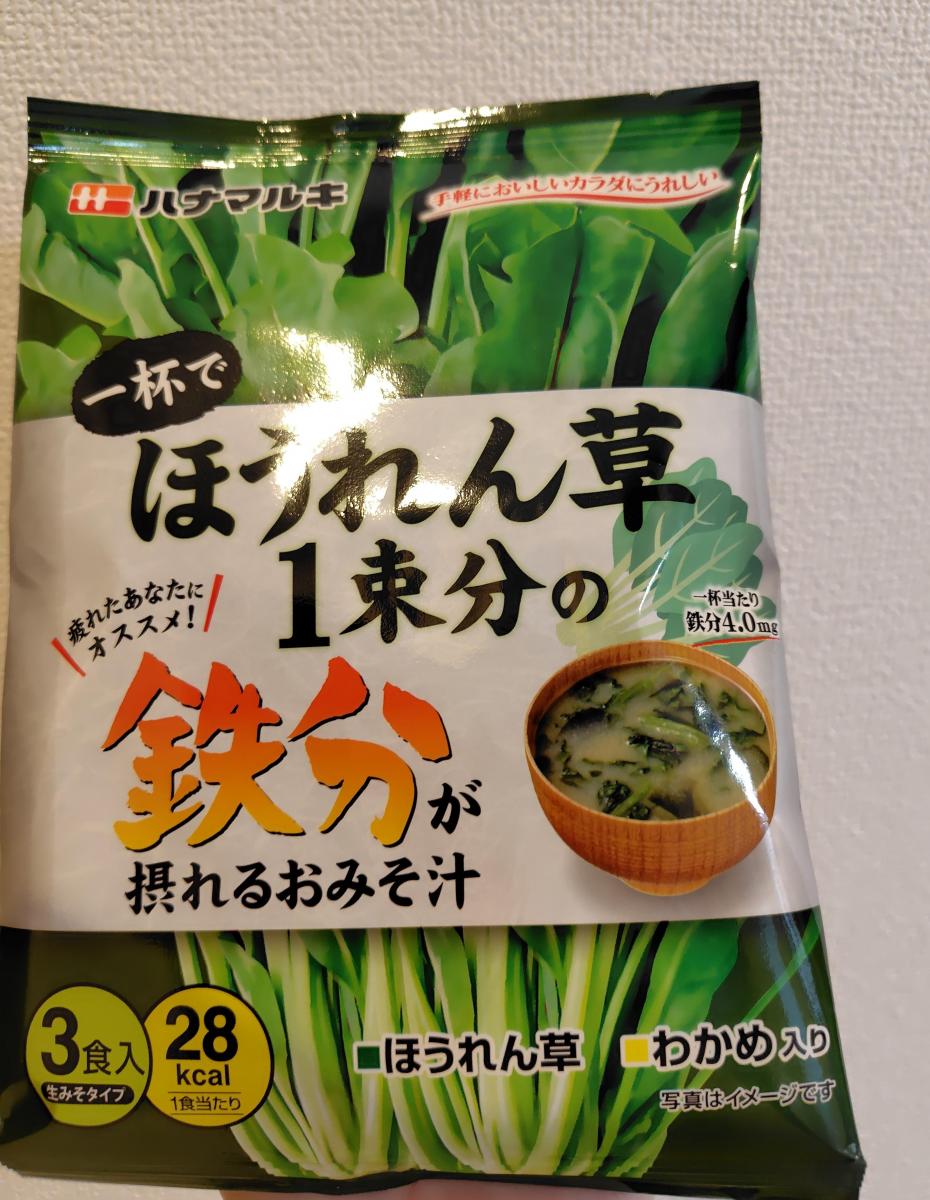 ハナマルキ
手軽においしいカラダにうれしい
一杯で
ほうれん草
1束分の
疲れたあなたに
オススメ!
一杯当たり
鉄分4.0mg
鉄分が
摂れるおみそ汁
3食入
生みそタイプ
28
kcal
1食当たり
■ほうれん草 ■わかめ入り
写真はイメージです